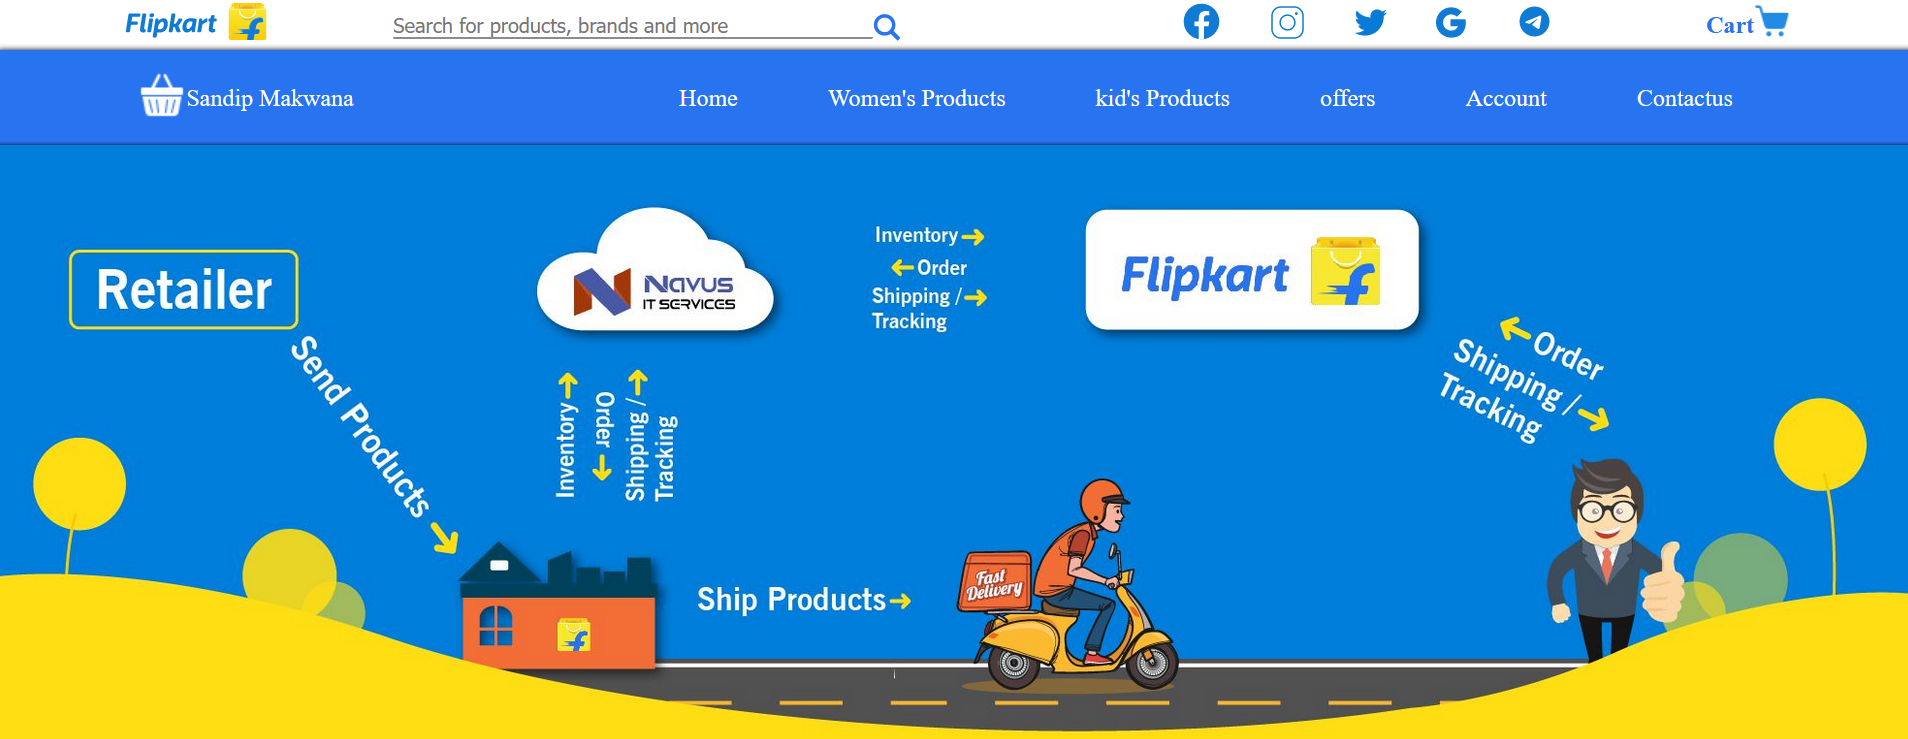 Flipkart
Search for products, brands and more
Cart
Sandip Makwana
Home
Women's Products
kid's Products
offers
Account
Contactus
Retailer
Send Products
Navus
IT SERVICES
Inventory
Order
Shipping /
Tracking
Flipkart
Order
Shipping /
Tracking
Inventory
Order
Shipping /
Tracking
Ship Products
Fast
Delivery